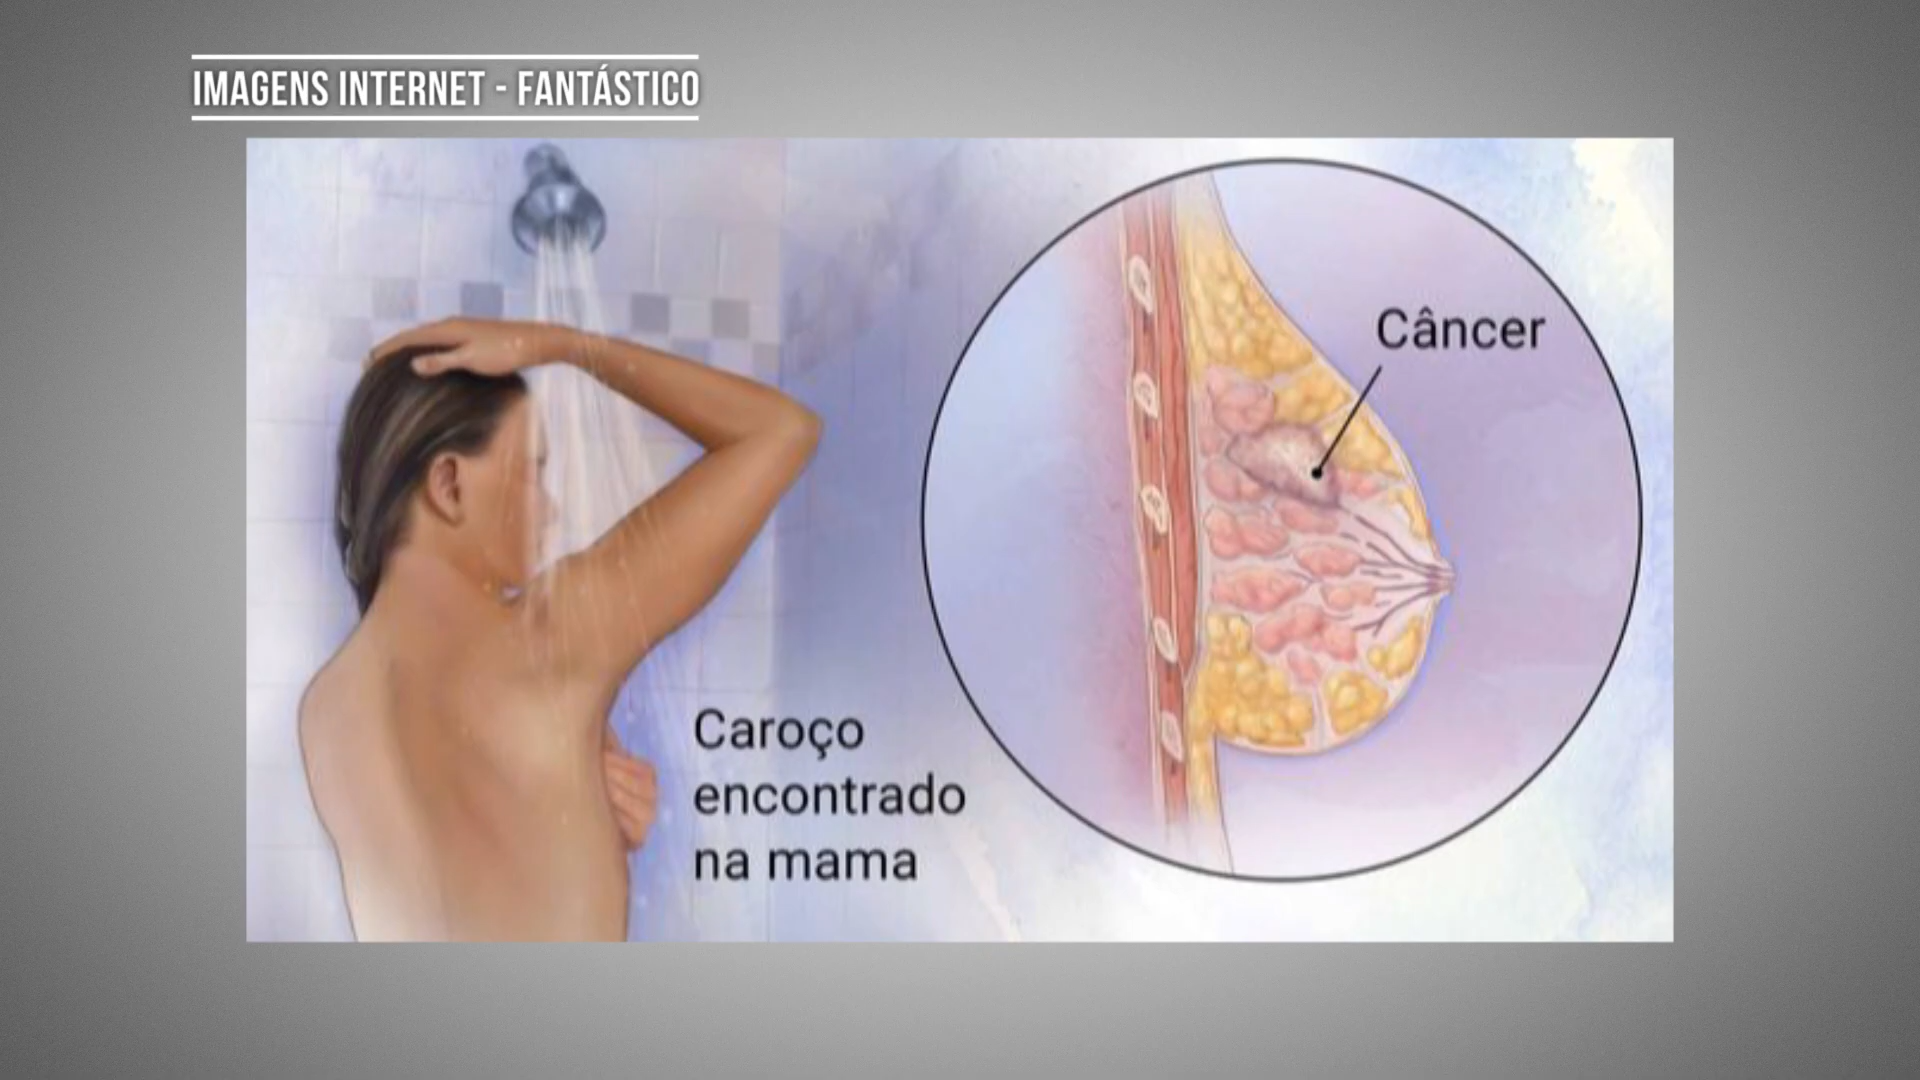 IMAGENS INTERNET - FANTÁSTICO
Câncer
Caroço
encontrado
na mama